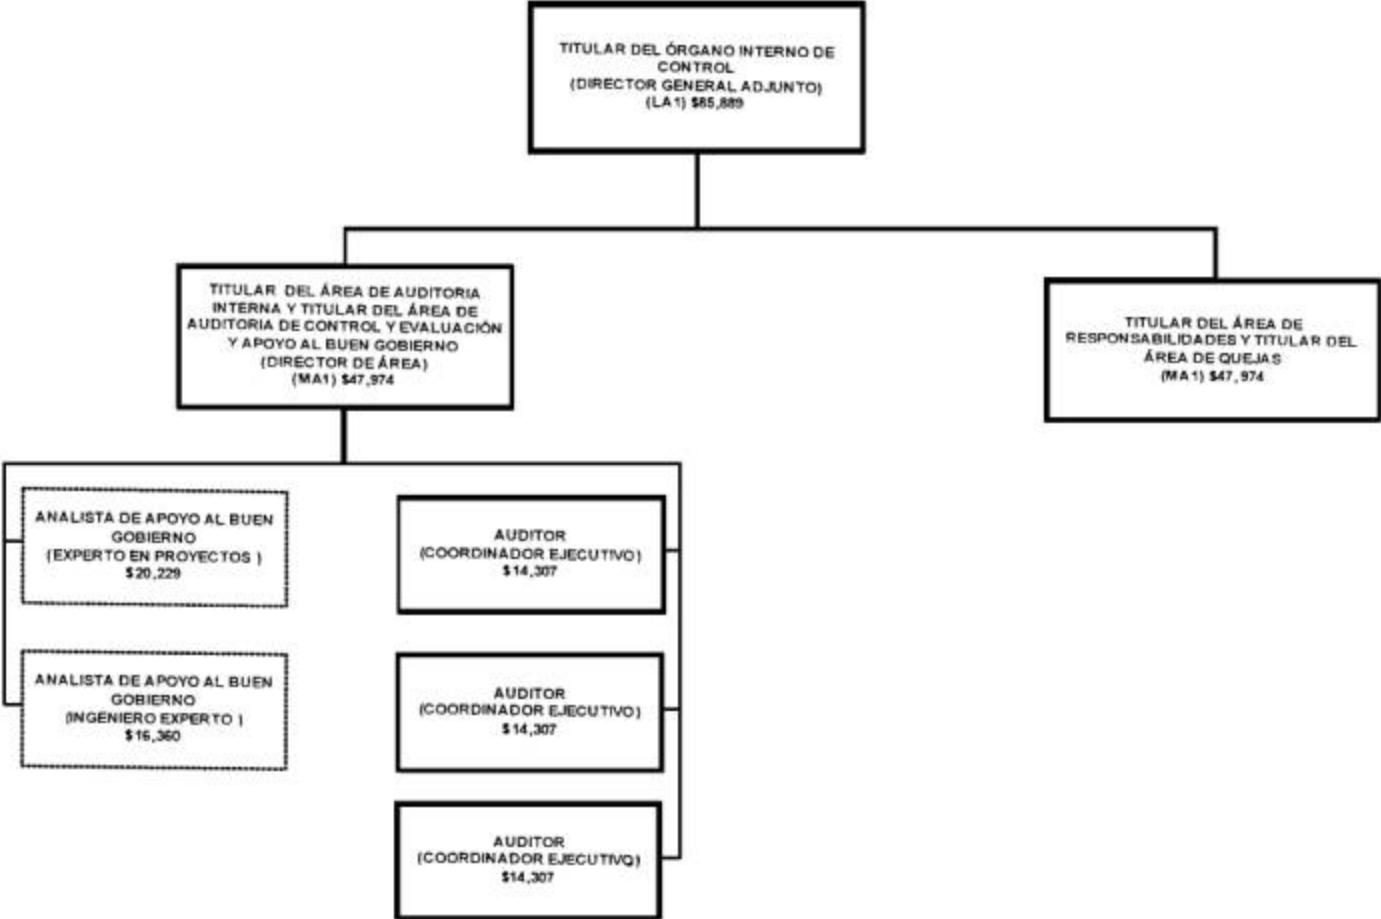 TITULAR DEL ÓRGANO INTERNO DE
CONTROL
(DIRECTOR GENERAL ADJUNTO)
(LA1) $85,889
TITULAR DEL ÁREA DE AUDITORIA
INTERNA Y TITULAR DEL ÁREA DE
AUDITORIA DE CONTROL Y EVALUACIÓN
Y APOYO AL BUEN GOBIERNO
(DIRECTOR DE ÁREA)
(MA1) $47,974
TITULAR DEL ÁREA DE
RESPONSABILIDADES Y TITULAR DEL
ÁREA DE QUEJAS
(MA1) $47,974
ANALISTA DE APOYO AL BUEN
GOBIERNO
(EXPERTO EN PROYECTOS )
$20,229
AUDITOR
(COORDINADOR EJECUTIVO)
$14,307
ANALISTA DE APOYO AL BUEN
GOBIERNO
(INGENIERO EXPERTO )
$16,360
AUDITOR
(COORDINADOR EJECUTIVO)
$14,307
AUDITOR
(COORDINADOR EJECUTIVO)
$14,307